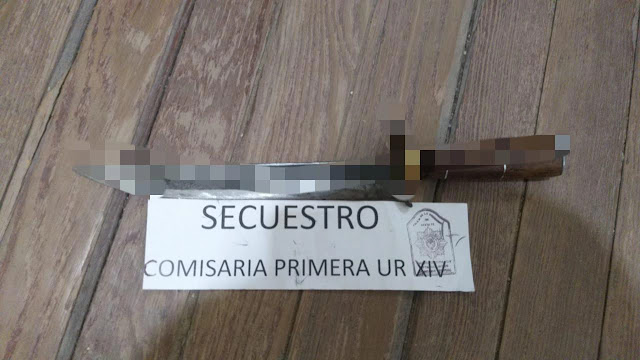 SECUESTRO
COMISARIA PRIMERA UR XIV